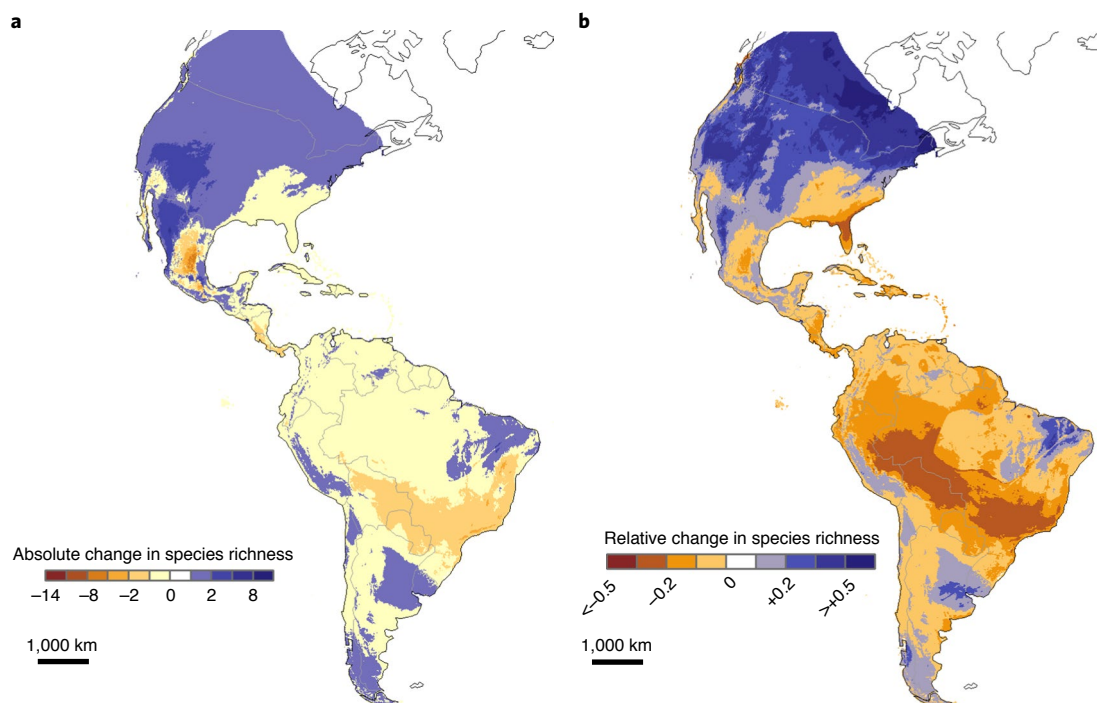 a
b
Absolute change in species richness
–14 –8 –2 0 2 8
1,000 km
Relative change in species richness
<–0.5 –0.2 0 +0.2 >+0.5
1,000 km